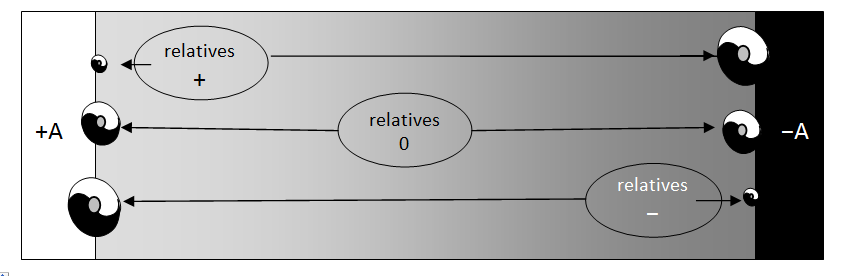 relatives
+
+A
relatives
0
−A
relatives
−